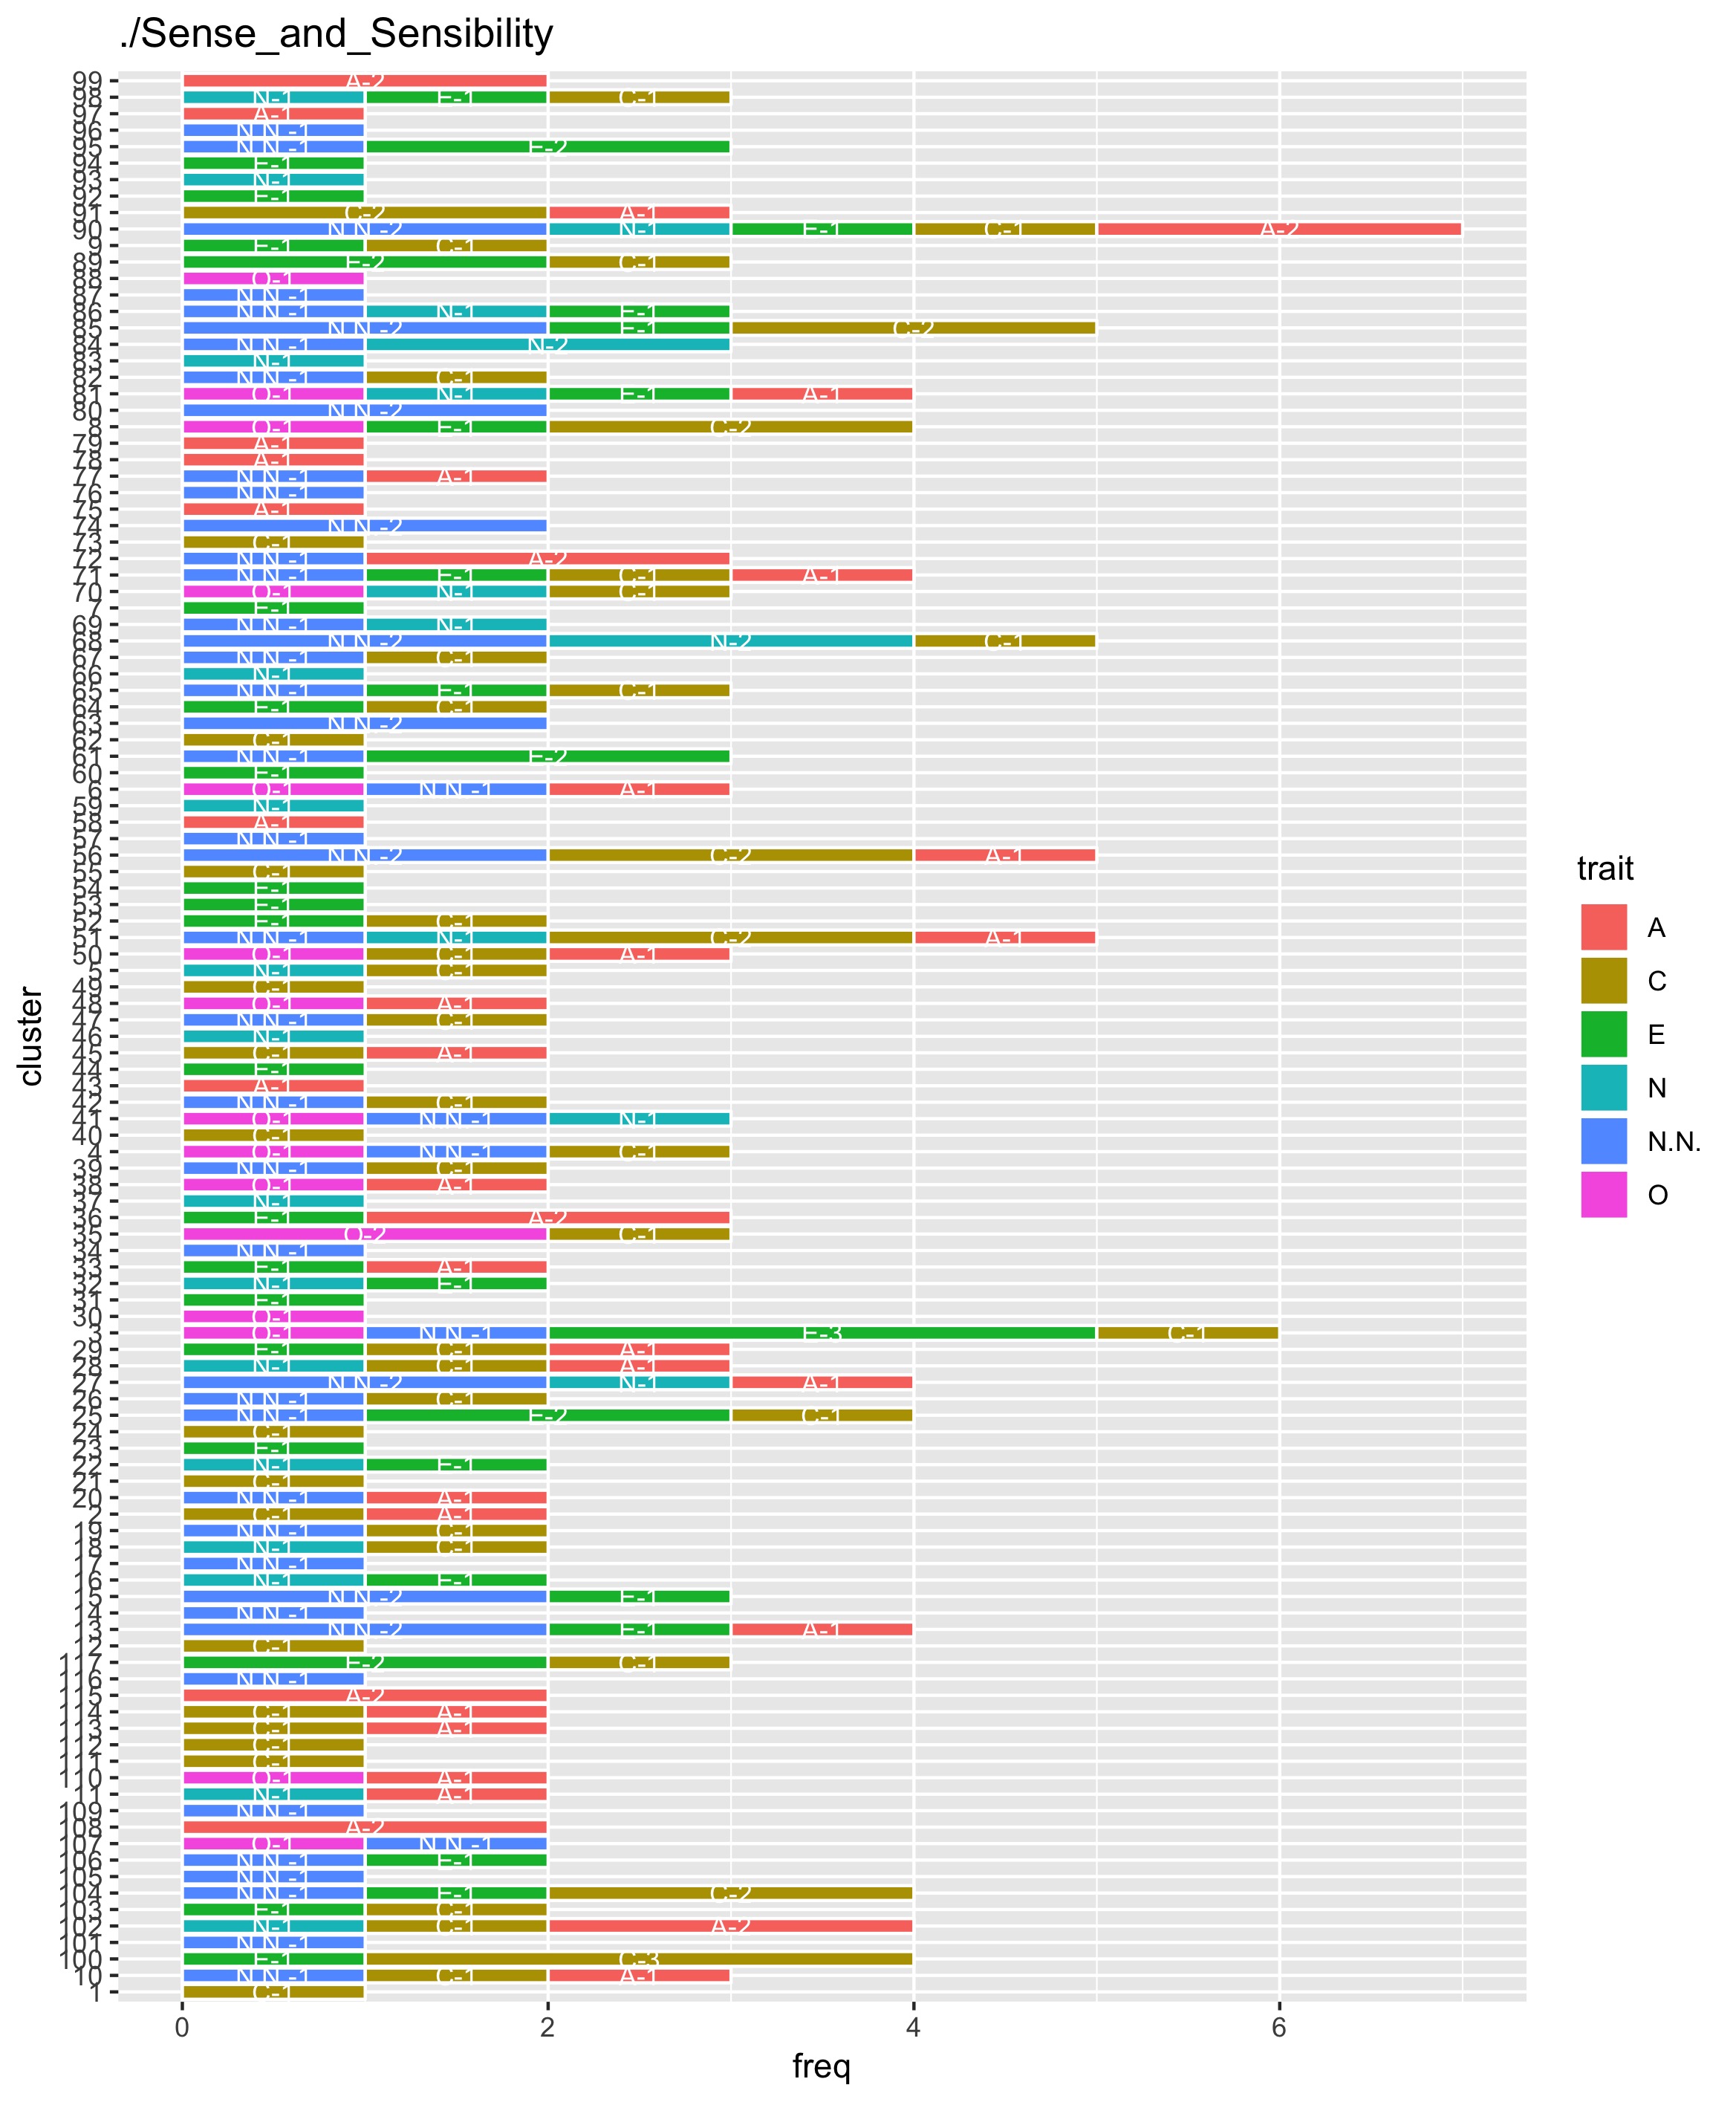 ./Sense_and_Sensibility
99 A-2
98 N-1 E-1 C-1
97 A-1
96 N.N.-1
95 N.N.-1 E-2
94 E-1
93 N-1
92 E-1
91 C-2 A-1
90 N.N.-2 N-1 E-1 C-1 A-2
9 E-1 C-1
89 E-2 C-1
88 O-1
87 N.N.-1
86 N.N.-1 N-1 E-1
85 N.N.-2 E-1 C-2
84 N.N.-1 N-2
83 N-1
82 N.N.-1 C-1
81 O-1 N-1 E-1 A-1
80 N.N.-2
8 O-1 E-1 C-2
79 A-1
78 A-1
77 N.N.-1 A-1
76 N.N.-1
75 A-1
74 N.N.-2
73 C-1
72 N.N.-1 A-2
71 N.N.-1 E-1 C-1 A-1
70 O-1 N-1 C-1
7 E-1
69 N.N.-1 N-1
68 N.N.-2 N-2 C-1
67 N.N.-1 C-1
66 N-1
65 N.N.-1 E-1 C-1
64 E-1 C-1
63 N.N.-2
62 C-1
61 N.N.-1 E-2
60 E-1
6 O-1 N.N.-1 A-1
59 N-1
58 A-1
57 N.N.-1
56 N.N.-2 C-2 A-1
55 C-1
54 E-1
53 E-1
52 E-1 C-1
51 N.N.-1 N-1 C-2 A-1
50 O-1 C-1 A-1
5 N-1 C-1
49 C-1
48 O-1 A-1
47 N.N.-1 C-1
46 N-1
45 C-1 A-1
44 E-1
43 A-1
42 N.N.-1 C-1
41 O-1 N.N.-1 N-1
40 C-1
4 O-1 N.N.-1 C-1
39 N.N.-1 C-1
38 O-1 A-1
37 N-1
36 E-1 A-2
35 O-2 C-1
34 N.N.-1
33 E-1 A-1
32 N-1 E-1
31 E-1
30 O-1
3 O-1 N.N.-1 E-3 C-1
29 E-1 C-1 A-1
28 N-1 C-1 A-1
27 N.N.-2 N-1 A-1
26 N.N.-1 C-1
25 N.N.-1 E-2 C-1
24 C-1
23 E-1
22 N-1 E-1
21 C-1
20 N.N.-1 A-1
2 C-1 A-1
19 N.N.-1 C-1
18 N-1 C-1
17 N.N.-1
16 N-1 E-1
15 N.N.-2 E-1
14 N.N.-1
13 N.N.-2 E-1 A-1
12 C-1
117 E-2 C-1
116 N.N.-1
115 A-2
114 C-1 A-1
113 C-1 A-1
112 C-1
111 C-1
110 O-1 A-1
11 N-1 A-1
109 N.N.-1
108 A-2
107 O-1 N.N.-1
106 N.N.-1 E-1
105 N.N.-1
104 N.N.-1 E-1 C-2
103 E-1 C-1
102 N-1 C-1 A-2
101 N.N.-1
100 E-1 C-3
10 N.N.-1 C-1 A-1
1 C-1
0 2 4 6
freq
cluster
trait
A
C
E
N
N.N.
O